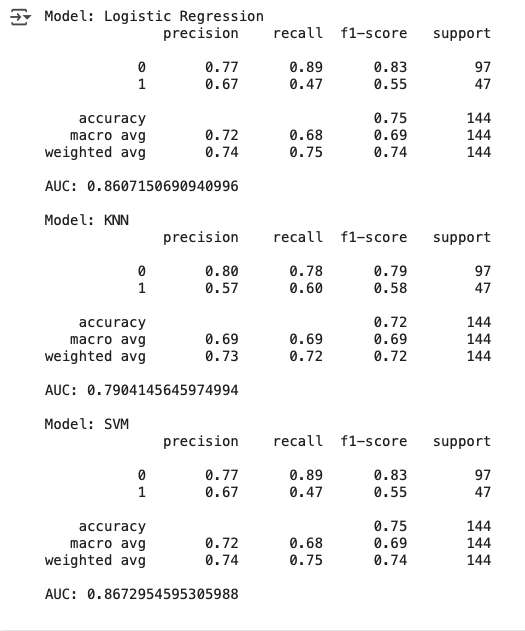 Model: Logistic Regression
precision recall f1-score support
0 0.77 0.89 0.83 97
1 0.67 0.47 0.55 47
accuracy 0.75 144
macro avg 0.72 0.68 0.69 144
weighted avg 0.74 0.75 0.74 144
AUC: 0.8607150690940996
Model: KNN
precision recall f1-score support
0 0.80 0.78 0.79 97
1 0.57 0.60 0.58 47
accuracy 0.72 144
macro avg 0.69 0.69 0.69 144
weighted avg 0.73 0.72 0.72 144
AUC: 0.7904145645974994
Model: SVM
precision recall f1-score support
0 0.77 0.89 0.83 97
1 0.67 0.47 0.55 47
accuracy 0.75 144
macro avg 0.72 0.68 0.69 144
weighted avg 0.74 0.75 0.74 144
AUC: 0.8672954595305988